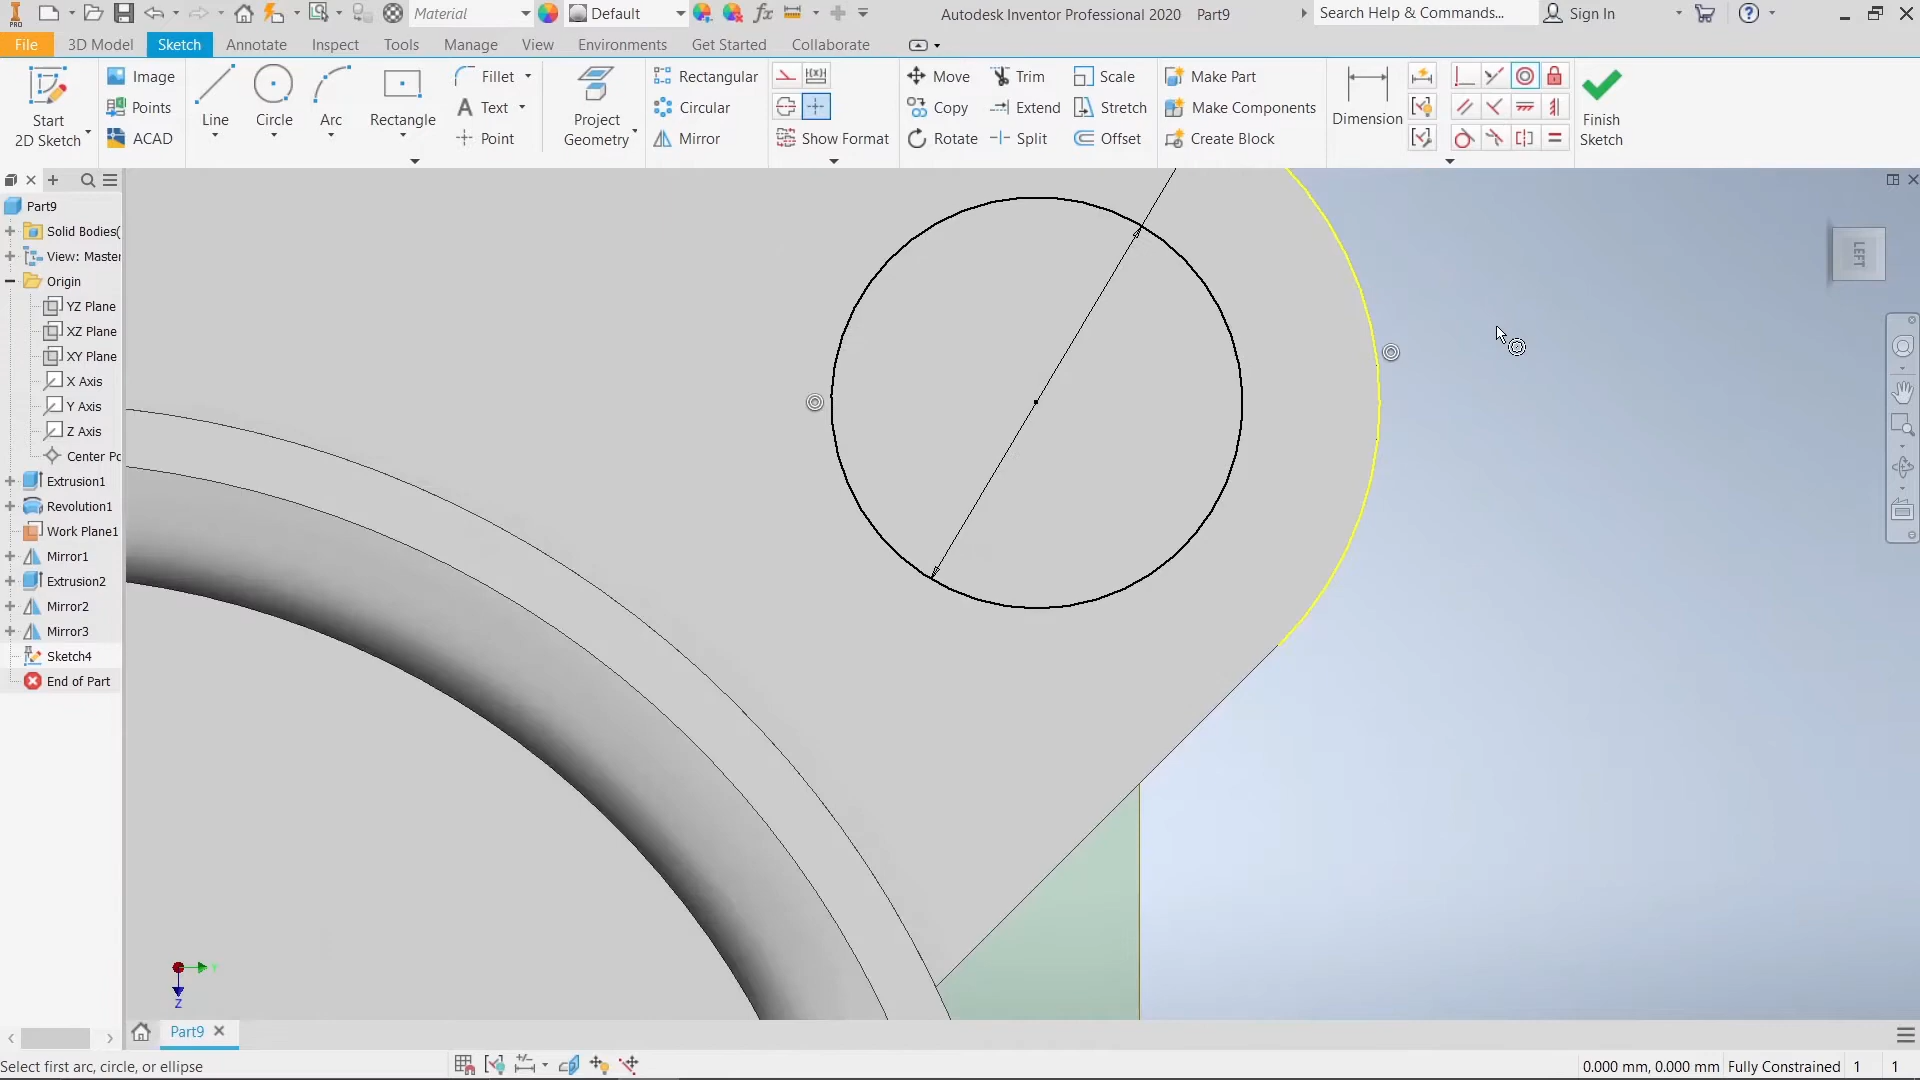 Material
Default
Autodesk Inventor Professional 2020 Part9
Search Help & Commands...
Sign In
PRO
File 3D Model Sketch Annotate Inspect Tools Manage View Environments Get Started Collaborate
Start
2D Sketch
Image
Points
ACAD
Line
Circle
Arc
Rectangle
Fillet
Text
Point
Project
Geometry
Rectangular
Circular
Mirror
Show Format
Move
Copy
Rotate
Trim
Extend
Split
Scale
Stretch
Offset
Make Part
Make Components
Create Block
Dimension
Finish
Sketch
Part9
Solid Bodies(
View: Master
Origin
YZ Plane
XZ Plane
XY Plane
X Axis
Y Axis
Z Axis
Center Po
Extrusion1
Revolution1
Work Plane1
Mirror1
Extrusion2
Mirror2
Mirror3
Sketch4
End of Part
LEFT
Y
Z
Part9
Select first arc, circle, or ellipse
0.000 mm, 0.000 mm Fully Constrained 1 1